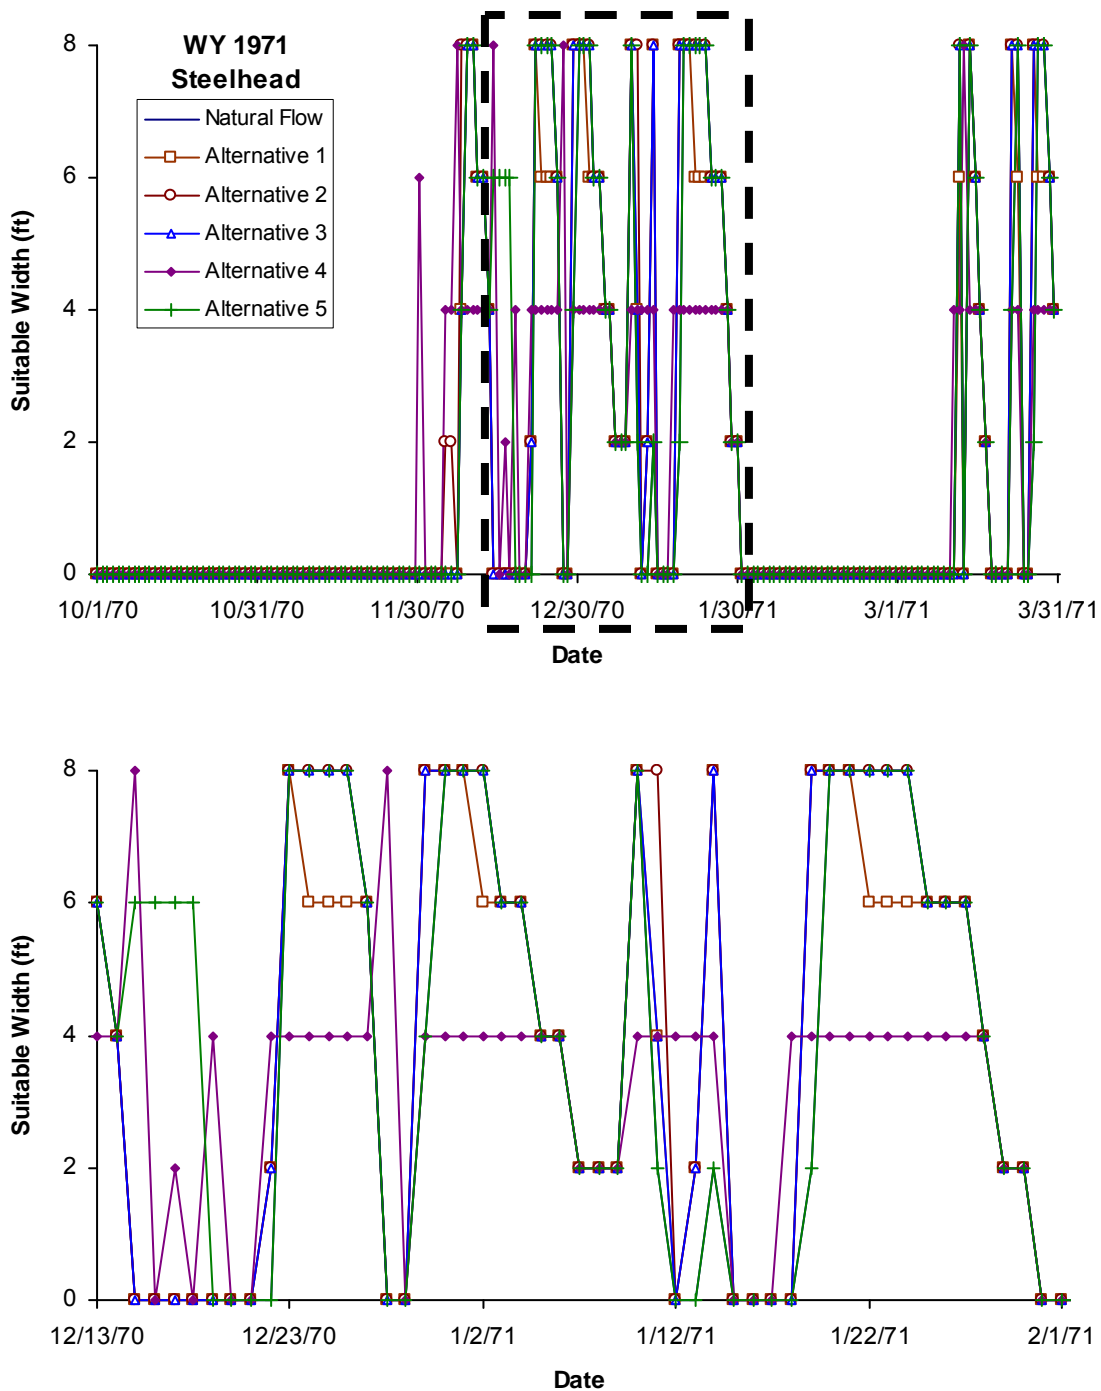 WY 1971
Steelhead
Natural Flow
Alternative 1
Alternative 2
Alternative 3
Alternative 4
Alternative 5
Suitable Width (ft)
8
6
4
2
0
10/1/70 10/31/70 11/30/70 12/30/70 1/30/71 3/1/71 3/31/71
Date
Suitable Width (ft)
8
6
4
2
0
12/13/70 12/23/70 1/2/71 1/12/71 1/22/71 2/1/71
Date